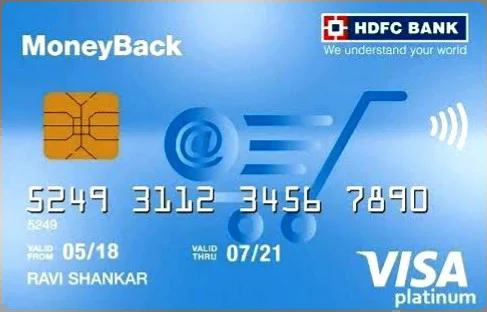 MoneyBack
HDFC BANK
We understand your world
@
5249 3112 3456 7890
5249
VALID FROM 05/18 VALID THRU 07/21
RAVI SHANKAR
VISA
platinum